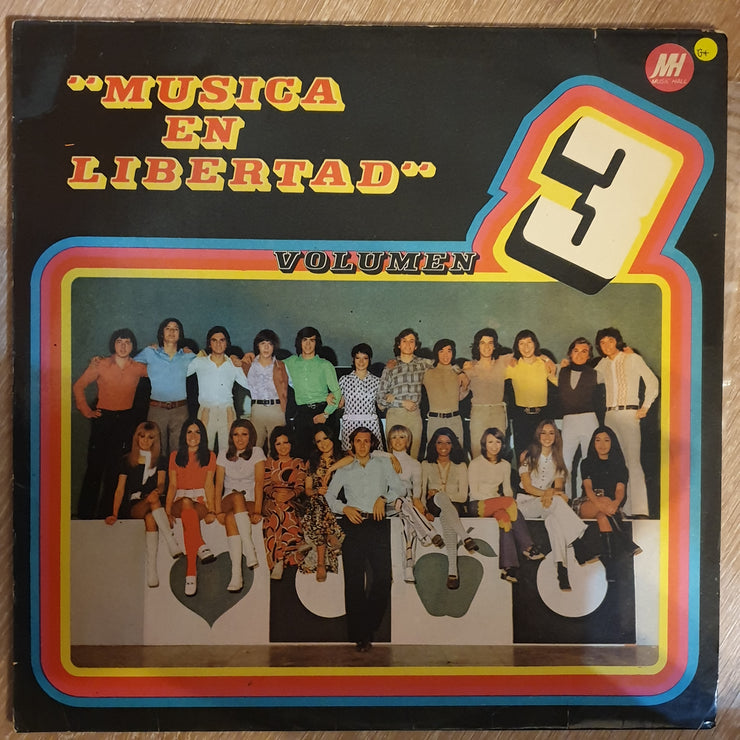 "MUSICA
EN
LIBERTAD"
MH
MUSIC HALL
G+
3
VOLUMEN